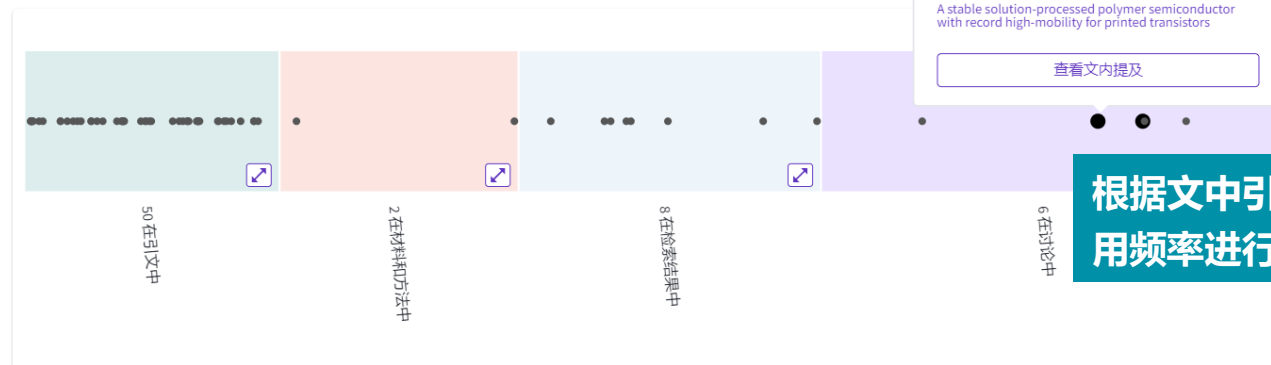 A stable solution-processed polymer semiconductor
with record high-mobility for printed transistors
查看文内提及
50 在引文中
2 在材料和方法中
8 在检索结果中
6 在讨论中
根据文中引
用频率进行